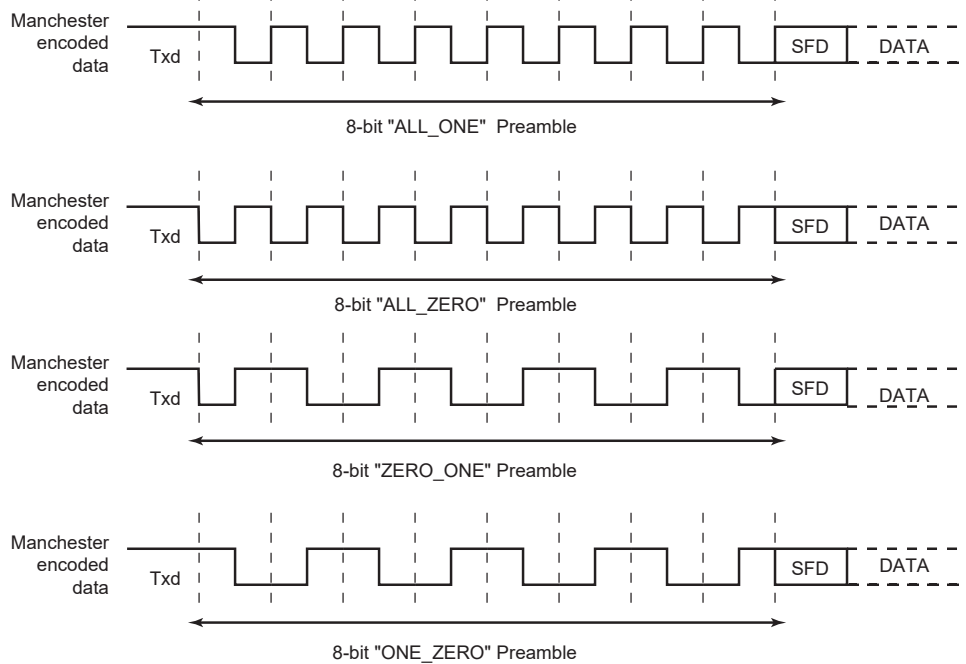 Manchester
encoded
data
Txd
SFD
DATA
8-bit "ALL_ONE" Preamble
Manchester
encoded
data
Txd
SFD
DATA
8-bit "ALL_ZERO" Preamble
Manchester
encoded
data
Txd
SFD
DATA
8-bit "ZERO_ONE" Preamble
Manchester
encoded
data
Txd
SFD
DATA
8-bit "ONE_ZERO" Preamble